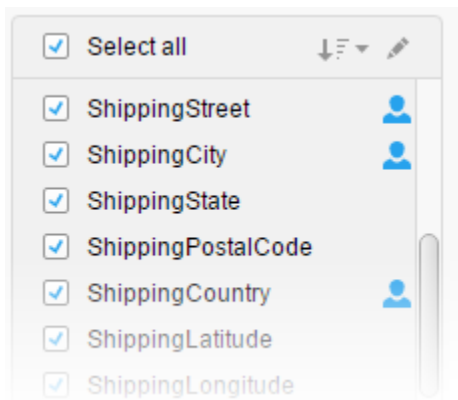 Select all
ShippingStreet
ShippingCity
ShippingState
ShippingPostalCode
ShippingCountry
ShippingLatitude
ShippingLongitude